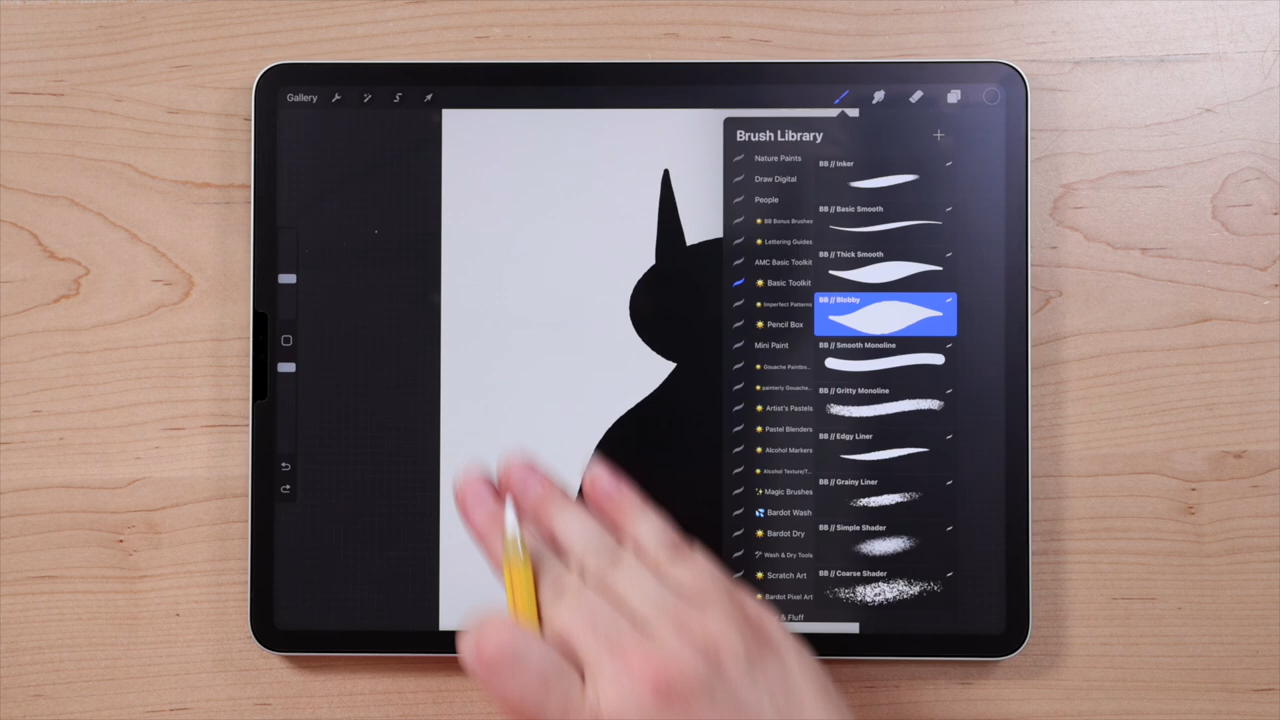 Gallery
Brush Library
Nature Paints
Draw Digital
People
BB Bonus Brushes
Lettering Guides
AMC Basic Toolkit
Basic Toolkit
Imperfect Patterns
Pencil Box
Mini Paint
Gouache Paintbo...
painterly Gouache...
Artist's Pastels
Pastel Blenders
Alcohol Markers
Alcohol Texture/T...
Magic Brushes
Bardot Wash
Bardot Dry
Wash & Dry Tools
Scratch Art
Bardot Pixel Art
& Fluff
BB // Inker
BB // Basic Smooth
BB // Thick Smooth
BB // Blobby
BB // Smooth Monoline
BB // Gritty Monoline
BB // Edgy Liner
BB // Grainy Liner
BB // Simple Shader
BB // Coarse Shader